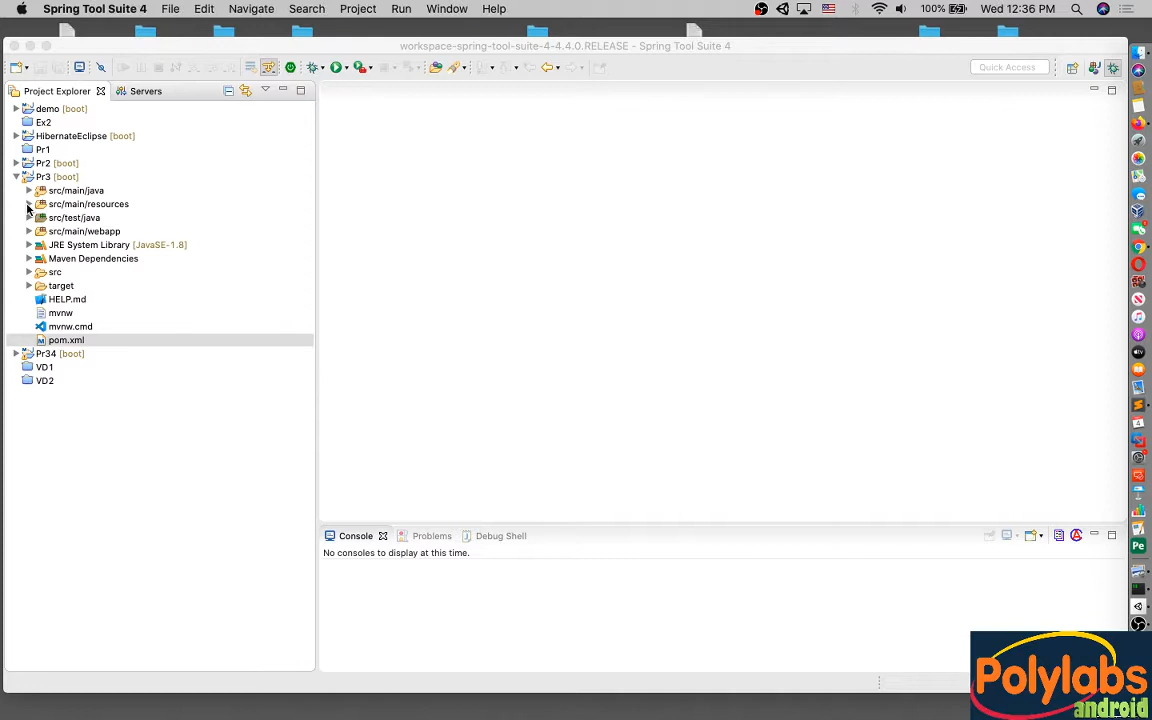 Spring Tool Suite 4 File Edit Navigate Search Project Run Window Help 100% Wed 12:36 PM
workspace-spring-tool-suite-4-4.4.0.RELEASE - Spring Tool Suite 4
Quick Access
Project Explorer Servers
demo [boot]
Ex2
HibernateEclipse [boot]
Pr1
Pr2 [boot]
Pr3 [boot]
src/main/java
src/main/resources
src/test/java
src/main/webapp
JRE System Library [JavaSE-1.8]
Maven Dependencies
src
target
HELP.md
mvnw
mvnw.cmd
pom.xml
Pr34 [boot]
VD1
VD2
Console Problems Debug Shell
No consoles to display at this time.
Pe
Polylabs
android